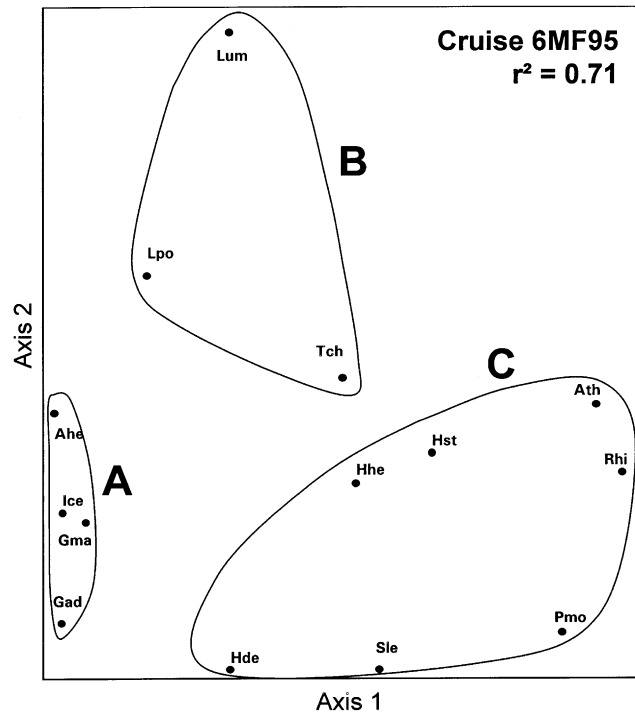 Cruise 6MF95
r² = 0.71
Lum
B
Lpo
Tch
C
Ath
Ahe
Hst
Rhi
Hhe
A
Ice
Gma
Gad
Pmo
Hde
Sle
Axis 2
Axis 1